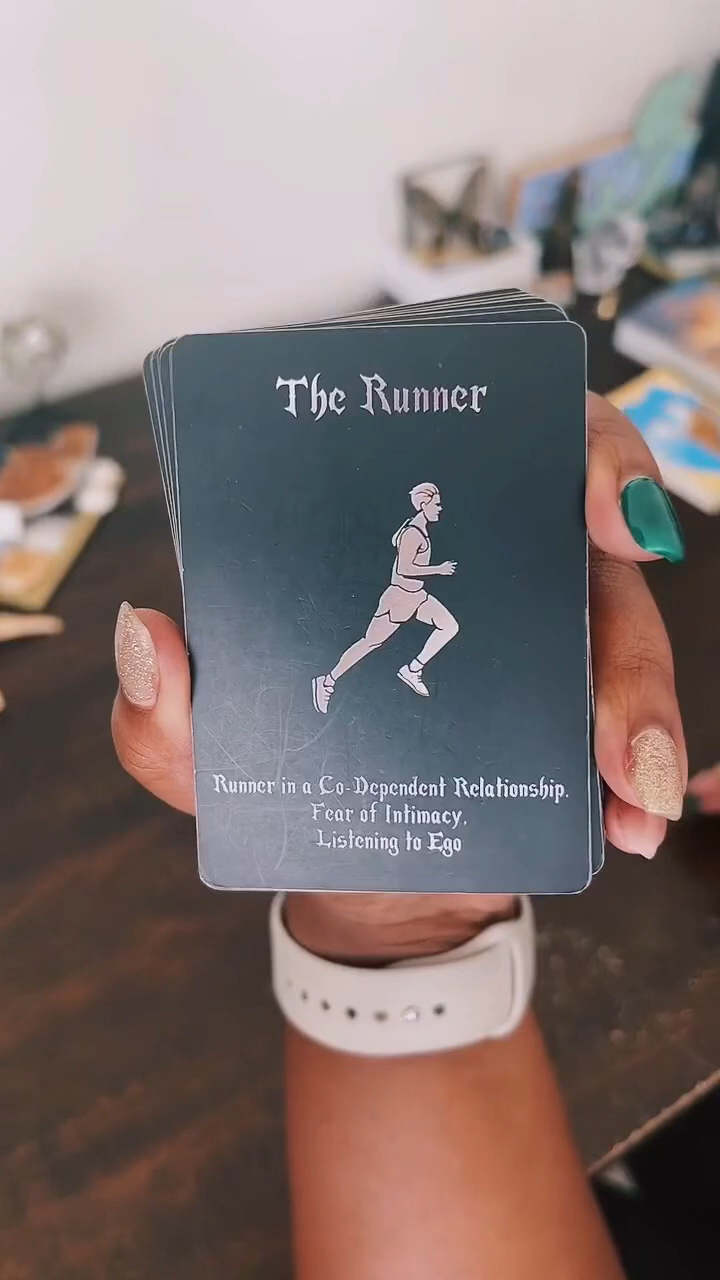 The Runner
Runner in a Co-Dependent Relationship,
Fear of Intimacy,
Listening to Ego